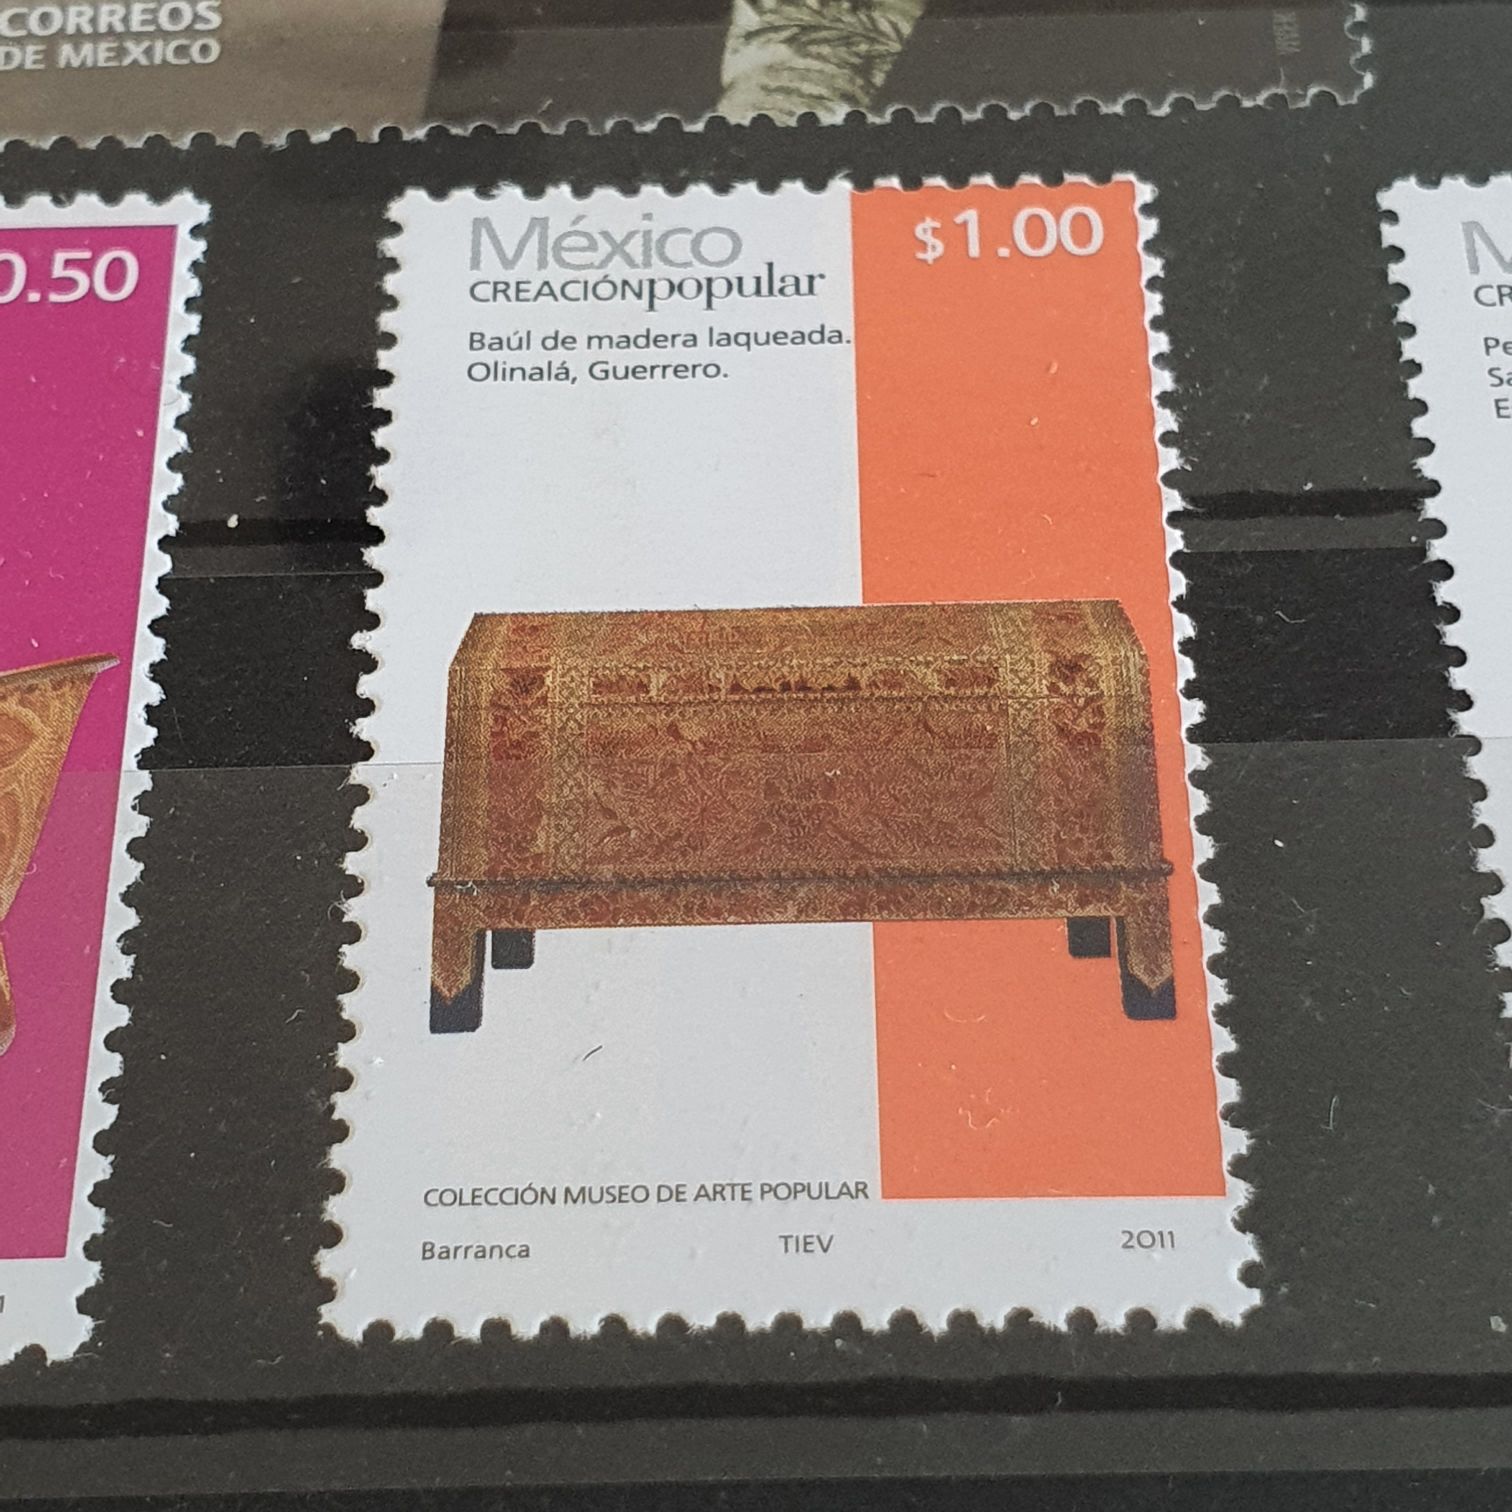 CORREOS
DE MEXICO
0.50
México
$1.00
CREACIÓNpopular
Baúl de madera laqueada.
Olinalá, Guerrero.
COLECCIÓN MUSEO DE ARTE POPULAR
Barranca TIEV 2011